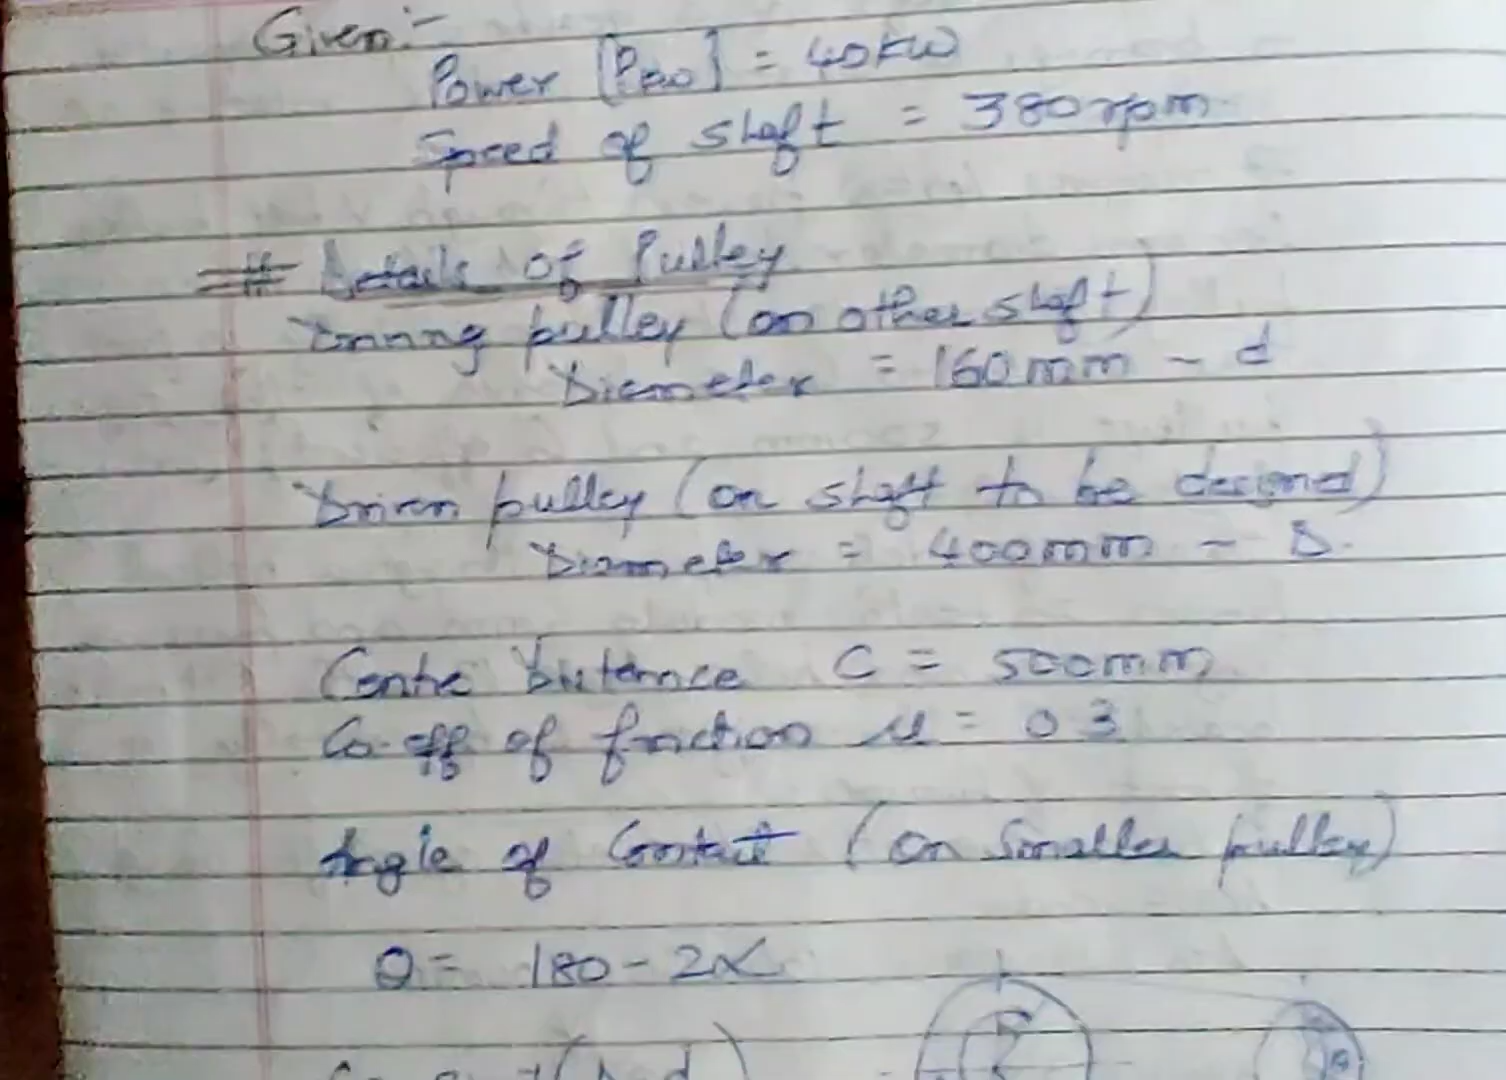 Given:-
Power [P] = 40kw
Speed of shaft = 380 rpm
# Details of Pulley
Driving pulley (on other shaft)
Diameter = 160mm - d
Driven pulley (on shaft to be designed)
Diameter = 400mm - D.
Centre Distance C = 500mm
Co-eff of friction μ = 0.3
Angle of Contact (on Smaller pulley)
θ = 180 - 2α